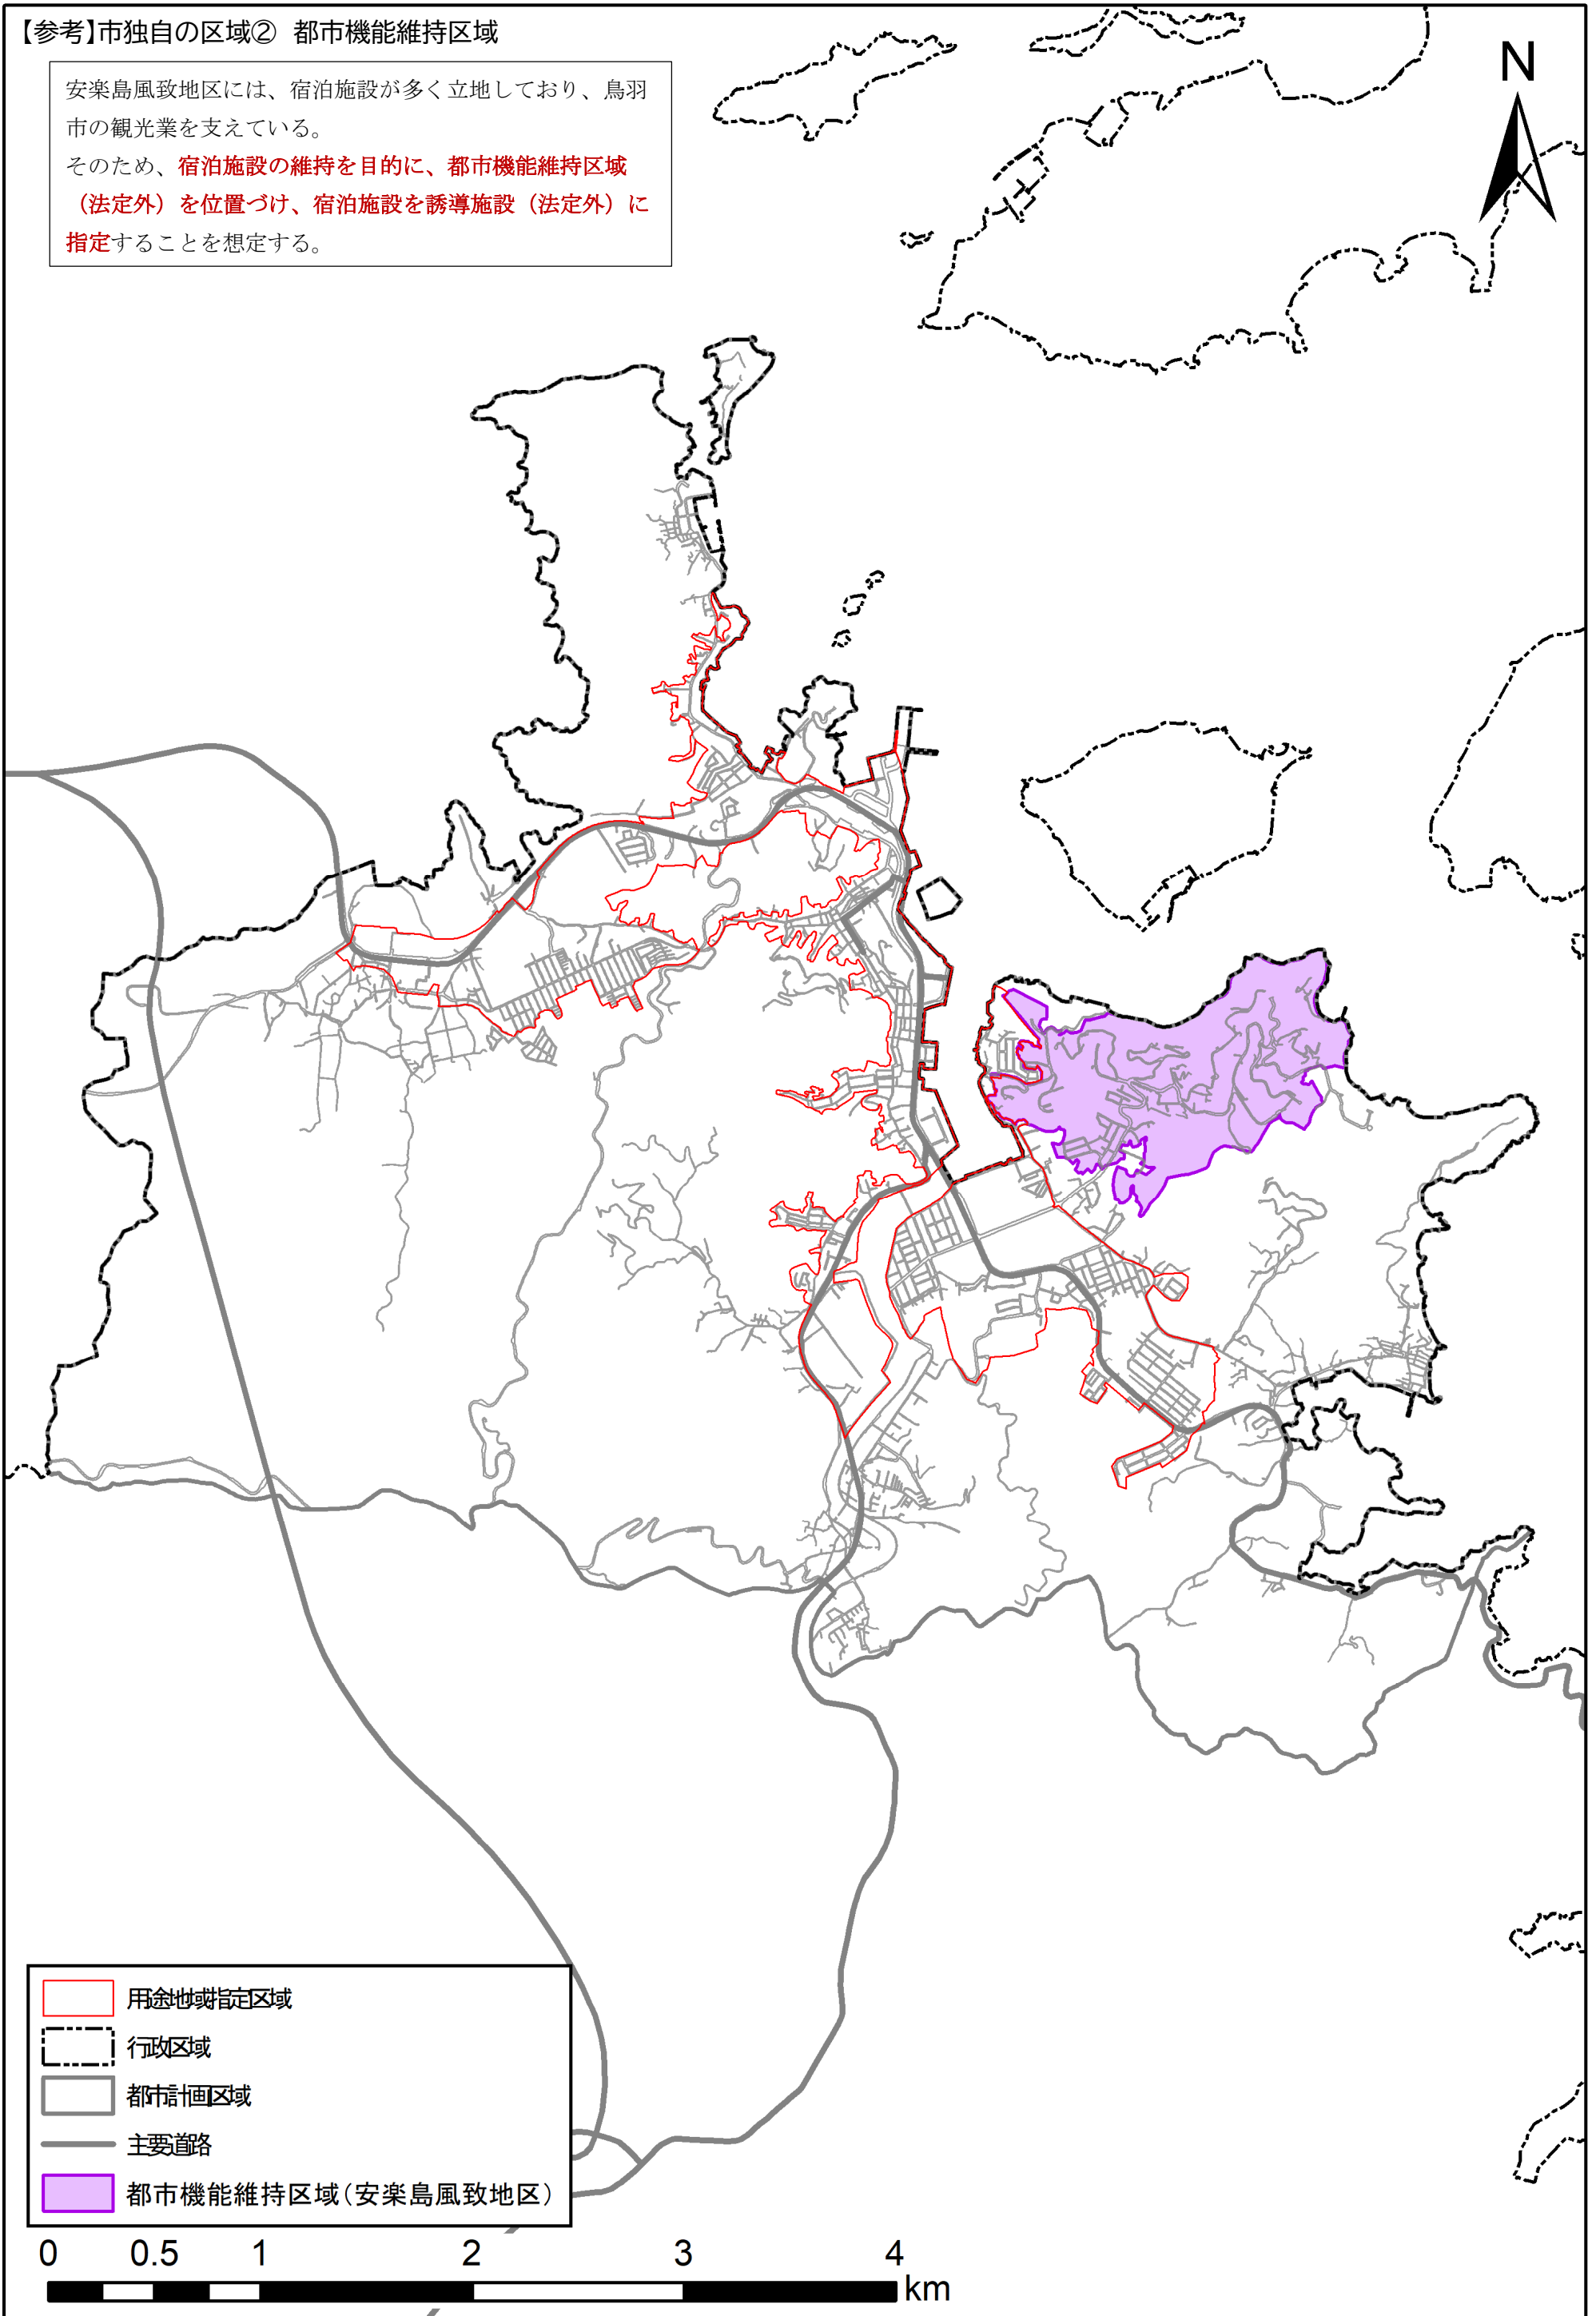 【参考】市独自の区域② 都市機能維持区域
安楽島風致地区には、宿泊施設が多く立地しており、鳥羽
市の観光業を支えている。
そのため、宿泊施設の維持を目的に、都市機能維持区域
（法定外）を位置づけ、宿泊施設を誘導施設（法定外）に
指定することを想定する。
N
用途地域指定区域
行政区域
都市計画区域
主要道路
都市機能維持区域（安楽島風致地区）
0 0.5 1 2 3 4
km